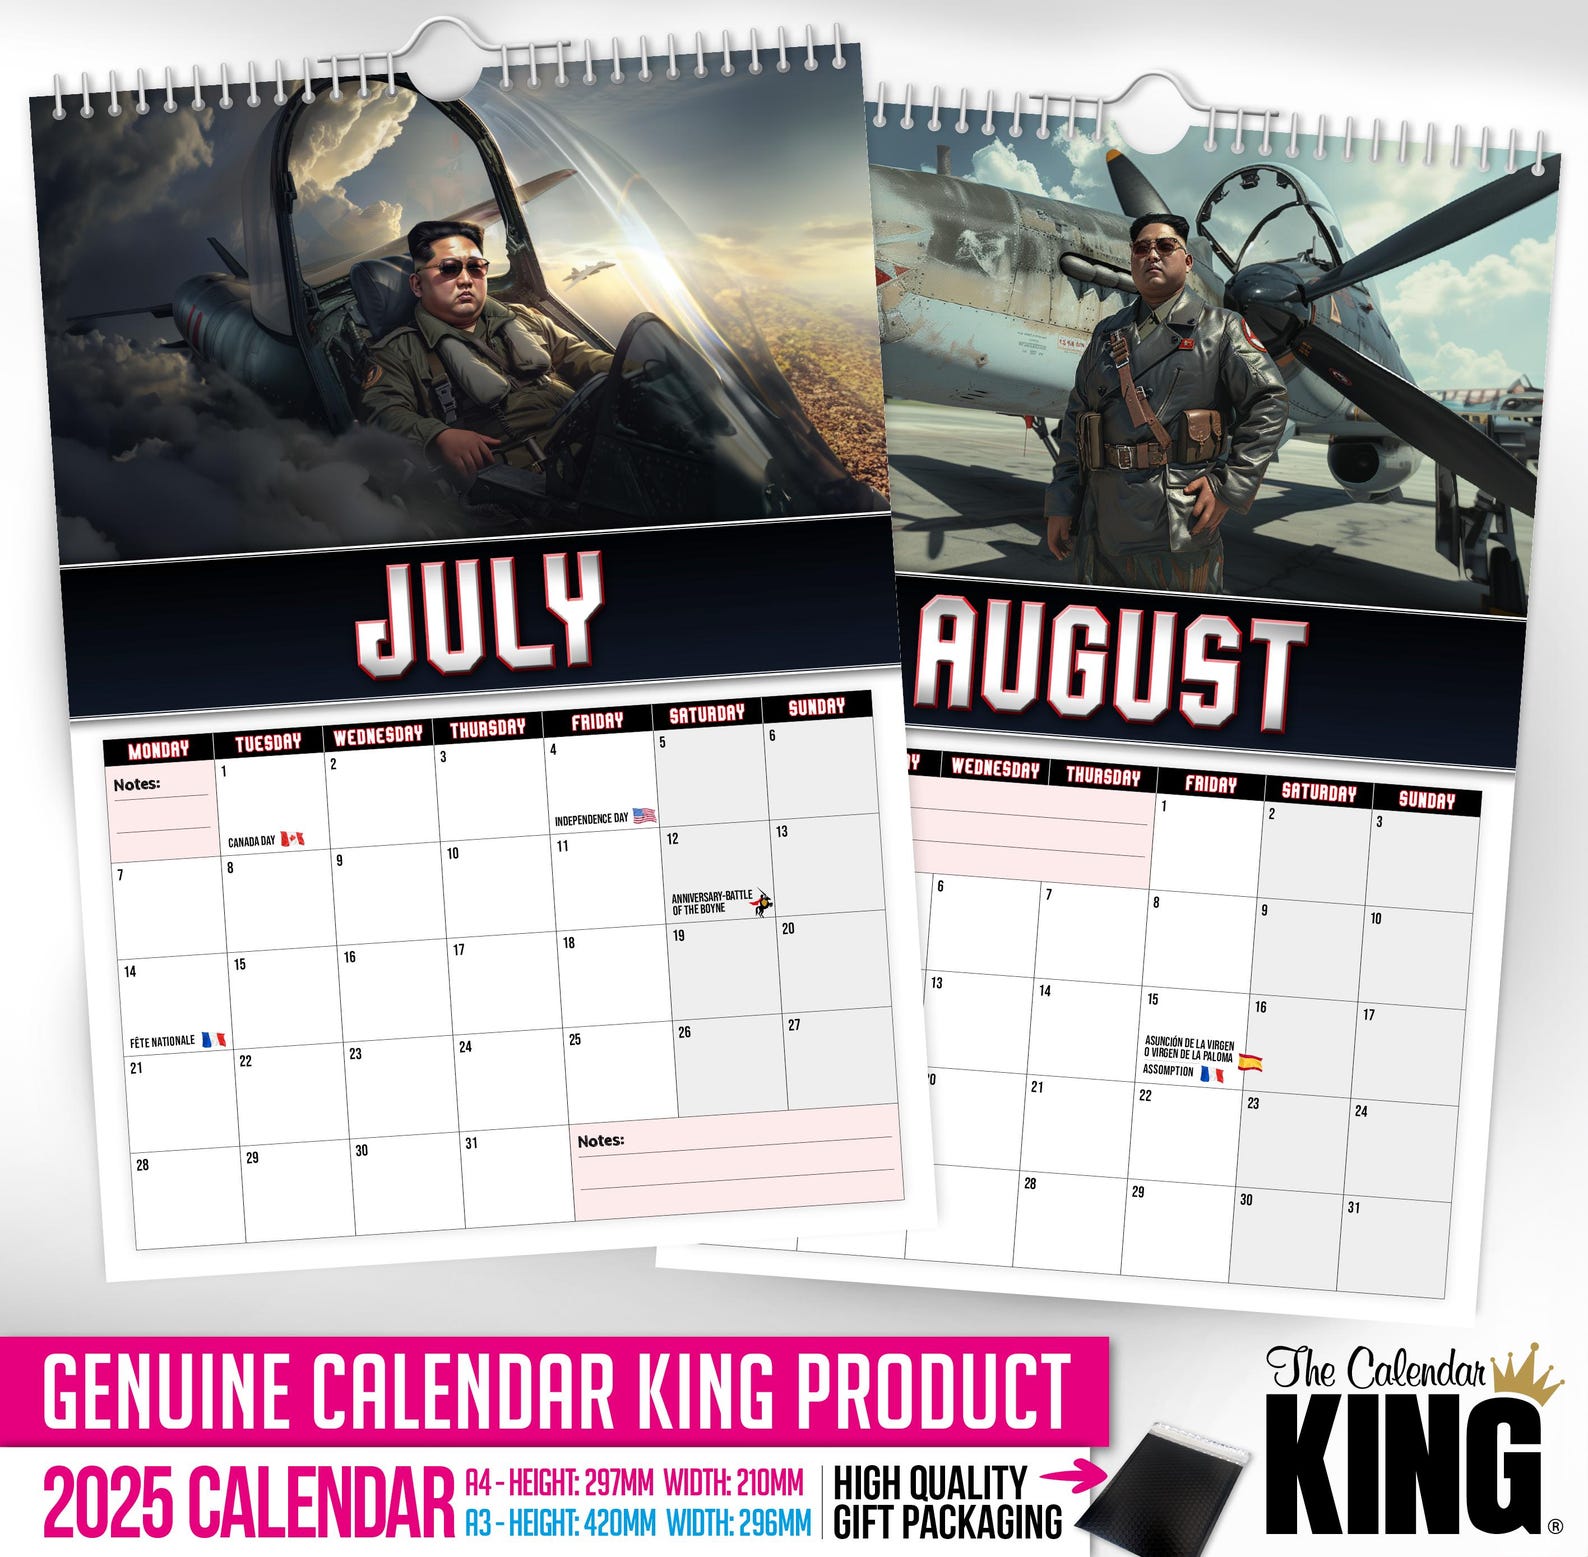 JULY
MONDAY TUESDAY WEDNESDAY THURSDAY FRIDAY SATURDAY SUNDAY
Notes: 1 2 3 4 5 6
CANADA DAY
INDEPENDENCE DAY
7 8 9 10 11 12 13
ANNIVERSARY-BATTLE
OF THE BOYNE
14 15 16 17 18 19 20
FÊTE NATIONALE
21 22 23 24 25 26 27
28 29 30 31 Notes:
AUGUST
WEDNESDAY THURSDAY FRIDAY SATURDAY SUNDAY
1 2 3
6 7 8 9 10
13 14 15 16 17
ASUNCIÓN DE LA VIRGEN
O VIRGEN DE LA PALOMA
ASSOMPTION
21 22 23 24
28 29 30 31
GENUINE CALENDAR KING PRODUCT
2025 CALENDAR
A4 - HEIGHT: 297MM WIDTH: 210MM
A3 - HEIGHT: 420MM WIDTH: 296MM
HIGH QUALITY
GIFT PACKAGING
The Calendar
KING®